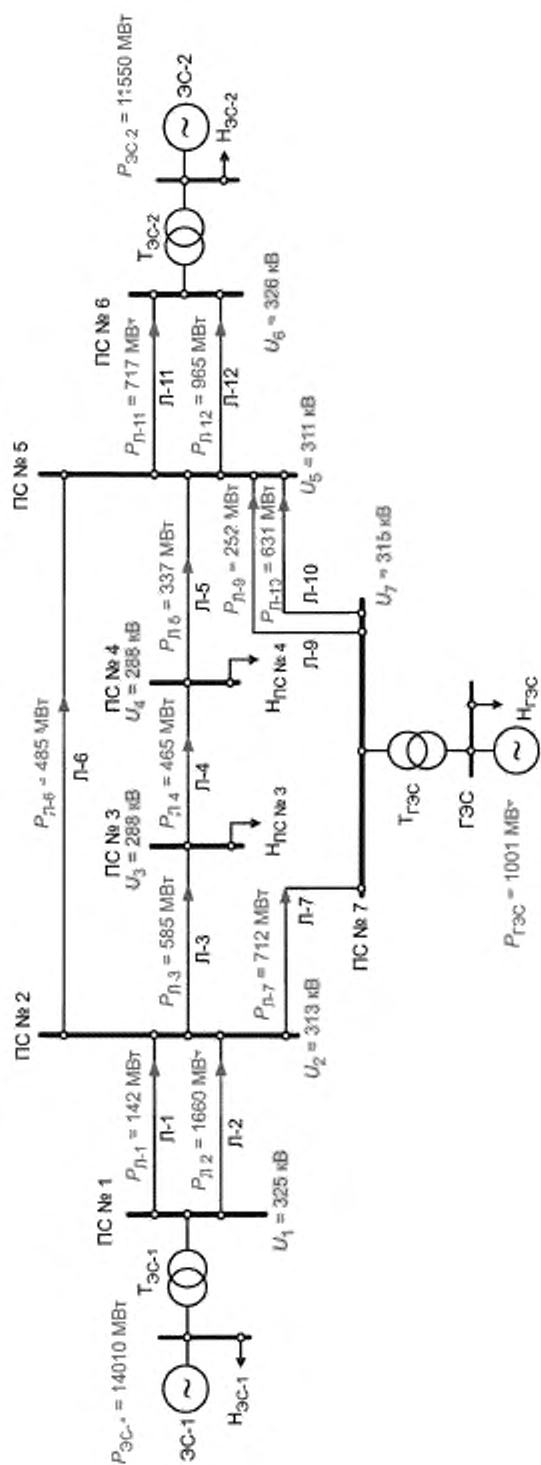 P_ЭС-1 = 14010 МВт
ЭС-1
Н_ЭС-1
Т_ЭС-1
ПС № 1
U_1 = 325 кВ
P_Л-1 = 142 МВт
Л-1
P_Л-2 = 1660 МВт
Л-2
ПС № 2
U_2 = 313 кВ
P_Л-6 = 485 МВт
Л-6
P_Л-3 = 585 МВт
Л-3
P_Л-7 = 712 МВт
Л-7
ПС № 3
U_3 = 288 кВ
Н_ПС № 3
P_Л-4 = 465 МВт
Л-4
ПС № 4
U_4 = 288 кВ
Н_ПС № 4
P_Л-5 = 337 МВт
Л-5
P_Л-9 = 252 МВт
Л-9
P_Л-10 = 631 МВт
Л-10
ПС № 5
U_5 = 311 кВ
P_Л-11 = 717 МВт
Л-11
P_Л-12 = 965 МВт
Л-12
ПС № 6
U_6 = 326 кВ
Т_ЭС-2
P_ЭС-2 = 11550 МВт
ЭС-2
Н_ЭС-2
ПС № 7
U_7 = 315 кВ
Т_ГЭС
ГЭС
Н_ГЭС
P_ГЭС = 1001 МВт